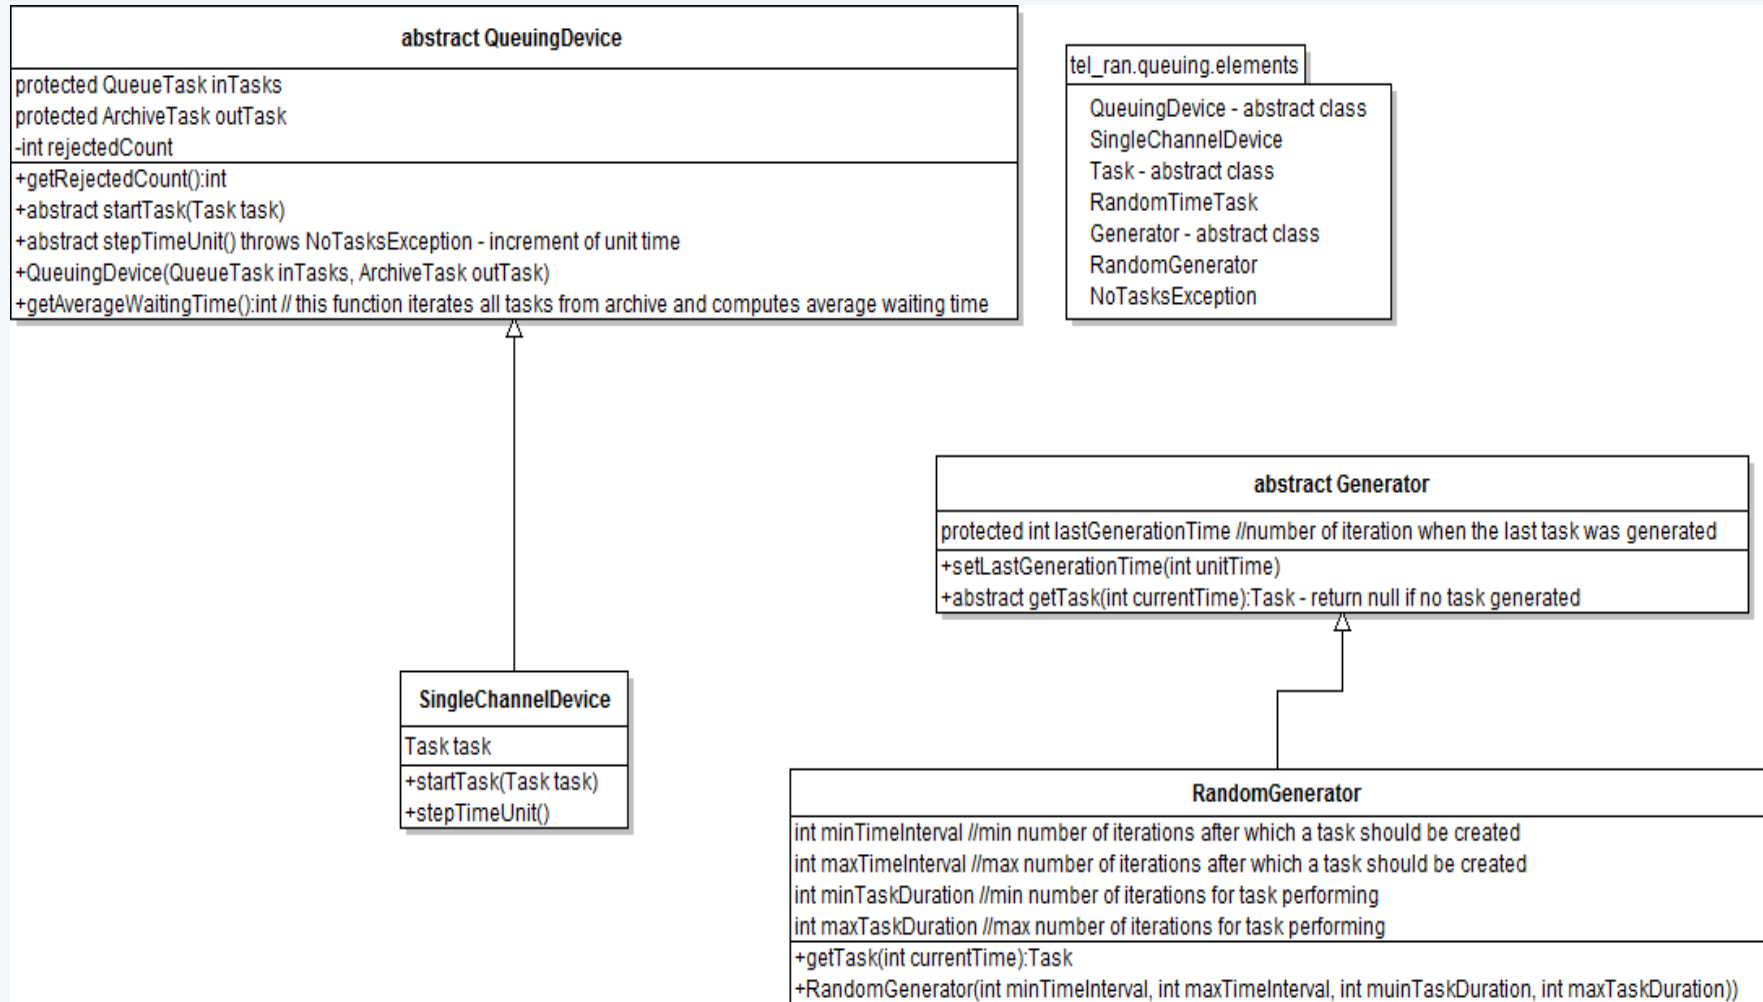 abstract QueuingDevice
protected QueueTask inTasks
protected ArchiveTask outTask
-int rejectedCount
+getRejectedCount():int
+abstract startTask(Task task)
+abstract stepTimeUnit() throws NoTasksException - increment of unit time
+QueuingDevice(QueueTask inTasks, ArchiveTask outTask)
+getAverageWaitingTime():int // this function iterates all tasks from archive and computes average waiting time
tel_ran.queuing.elements
QueuingDevice - abstract class
SingleChannelDevice
Task - abstract class
RandomTimeTask
Generator - abstract class
RandomGenerator
NoTasksException
abstract Generator
protected int lastGenerationTime //number of iteration when the last task was generated
+setLastGenerationTime(int unitTime)
+abstract getTask(int currentTime):Task - return null if no task generated
SingleChannelDevice
Task task
+startTask(Task task)
+stepTimeUnit()
RandomGenerator
int minTimeInterval //min number of iterations after which a task should be created
int maxTimeInterval //max number of iterations after which a task should be created
int minTaskDuration //min number of iterations for task performing
int maxTaskDuration //max number of iterations for task performing
+getTask(int currentTime):Task
+RandomGenerator(int minTimeInterval, int maxTimeInterval, int muinTaskDuration, int maxTaskDuration))